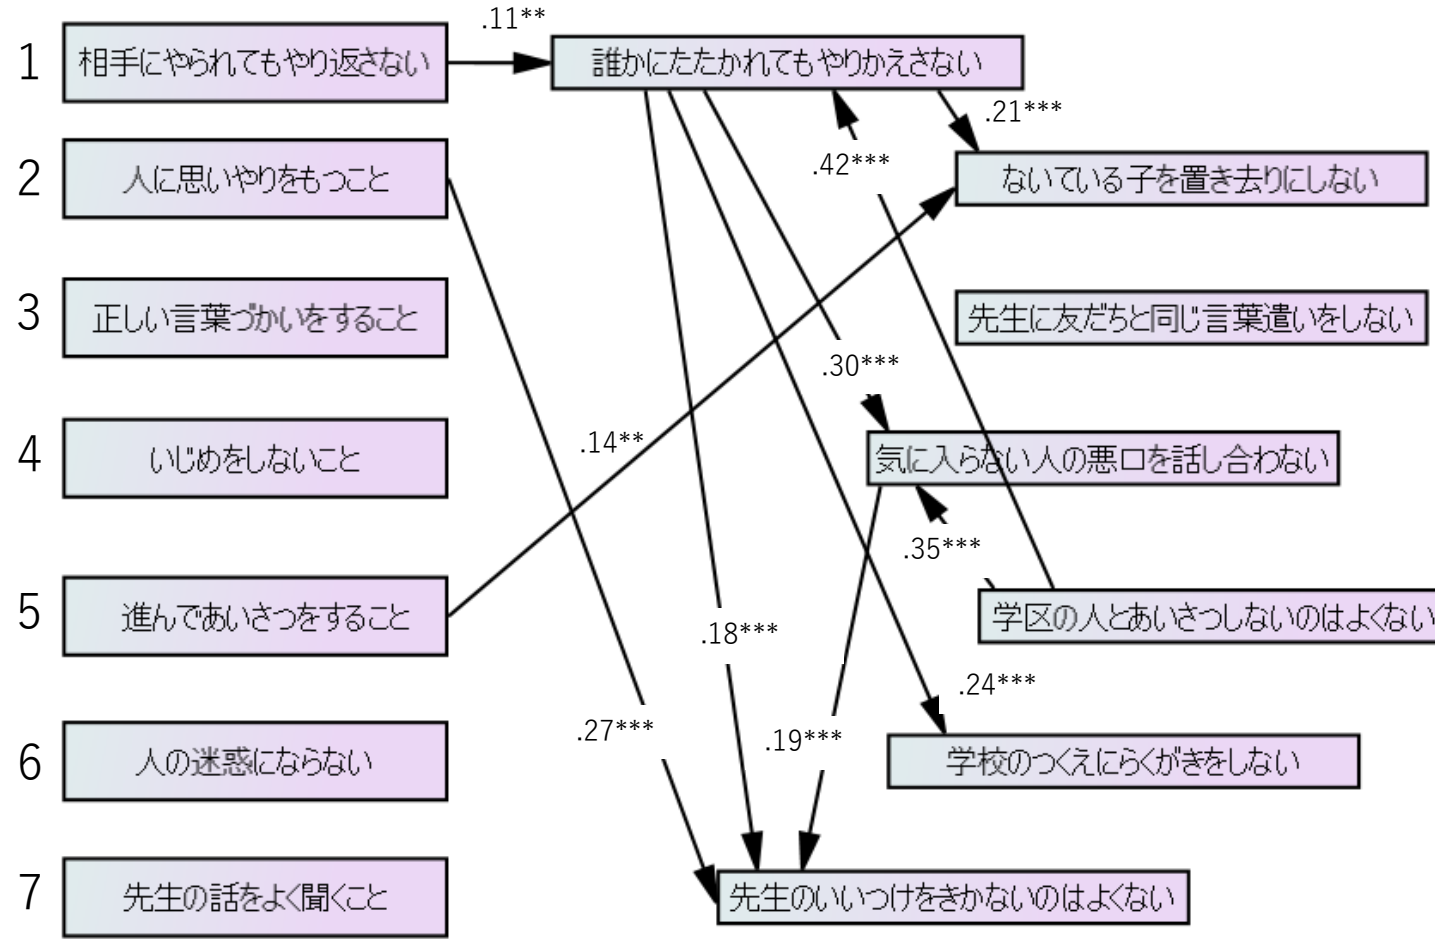 .11**
1
相手にやられてもやり返さない
誰かにたたかれてもやりかえさない
.21***
.42***
2
人に思いやりをもつこと
ないている子を置き去りにしない
3
正しい言葉づかいをすること
先生に友だちと同じ言葉遣いをしない
.30***
.14**
4
いじめをしないこと
気に入らない人の悪口を話し合わない
.35***
5
進んであいさつをすること
学区の人とあいさつしないのはよくない
.18***
.24***
.27***
.19***
6
人の迷惑にならない
学校のつくえにらくがきをしない
7
先生の話をよく聞くこと
先生のいいつけをきかないのはよくない